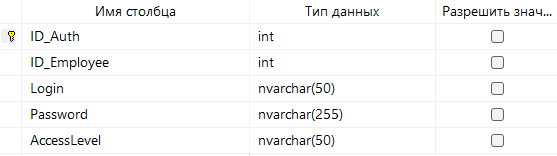 Имя столбца Тип данных Разрешить знач...
ID_Auth int
ID_Employee int
Login nvarchar(50)
Password nvarchar(255)
AccessLevel nvarchar(50)